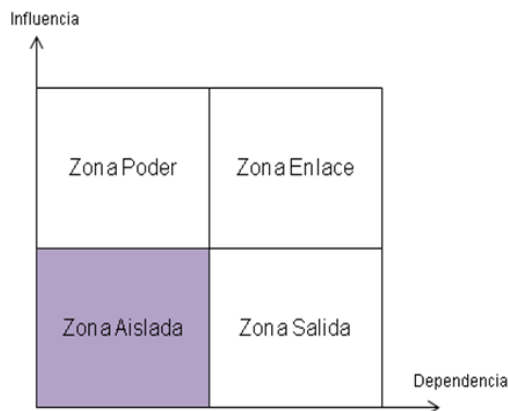 Influencia
Zona Poder
Zona Enlace
Zona Aislada
Zona Salida
Dependencia